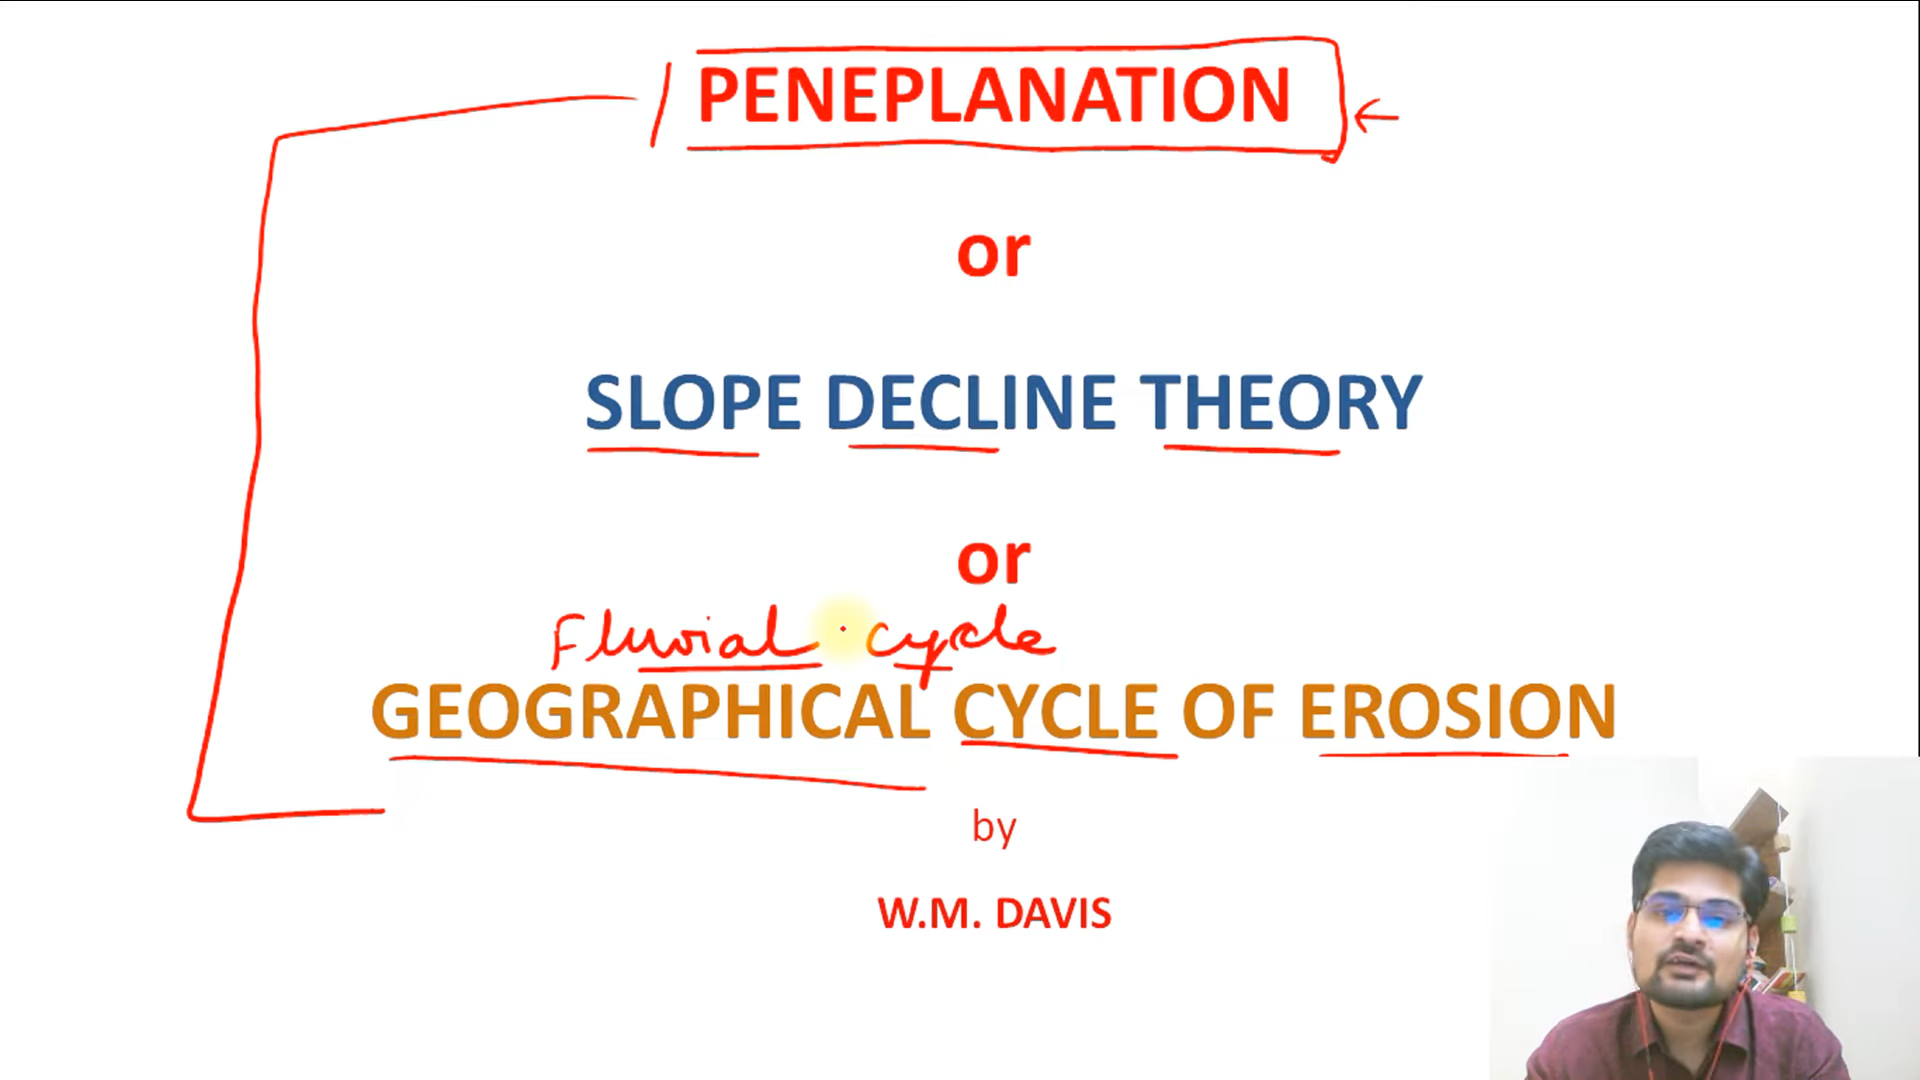 PENEPLANATION
or
SLOPE DECLINE THEORY
or
Fluvial cycle
GEOGRAPHICAL CYCLE OF EROSION
by
W.M. DAVIS